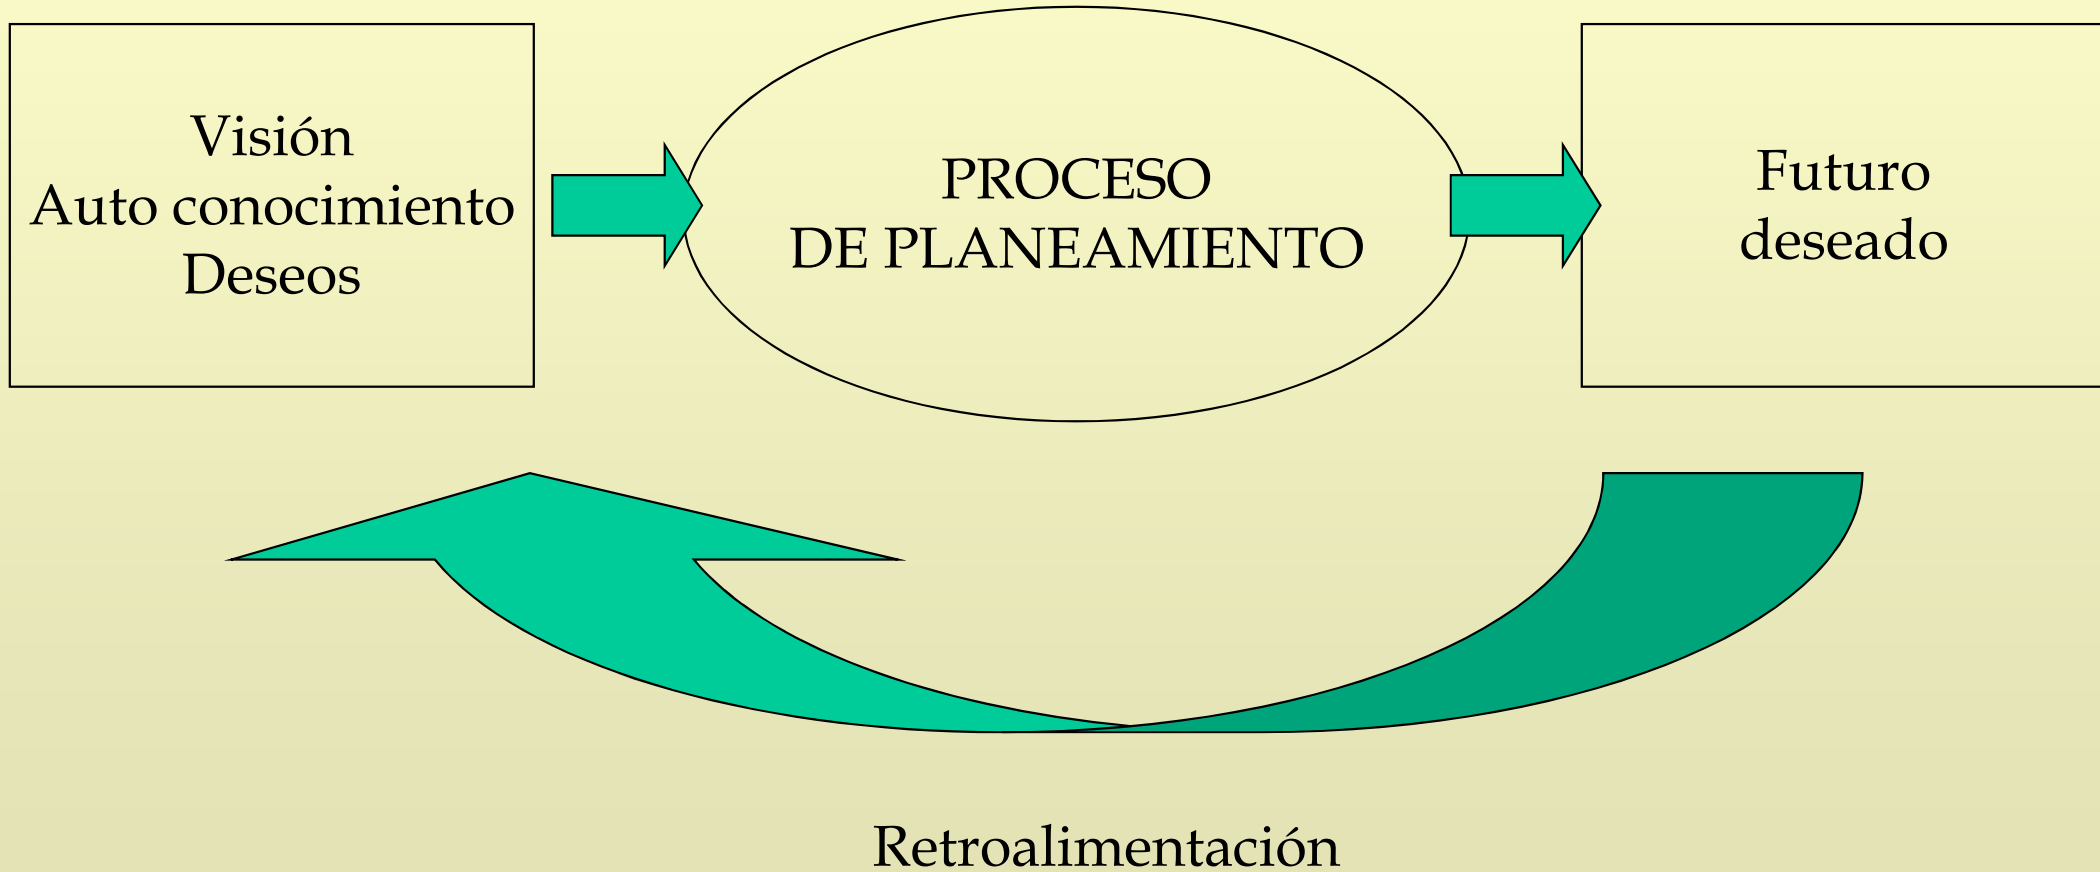 Visión
Auto conocimiento
Deseos
PROCESO
DE PLANEAMIENTO
Futuro
deseado
Retroalimentación